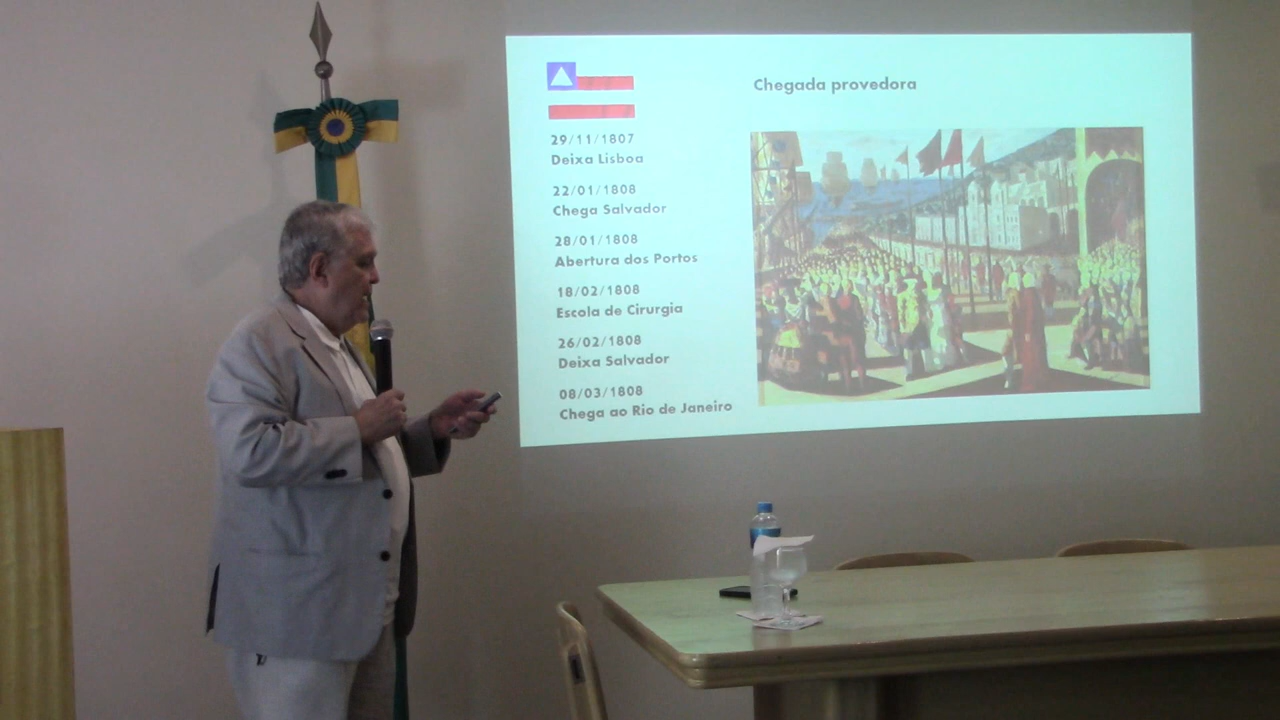 Chegada provedora
29/11/1807
Deixa Lisboa
22/01/1808
Chega Salvador
28/01/1808
Abertura dos Portos
18/02/1808
Escola de Cirurgia
26/02/1808
Deixa Salvador
08/03/1808
Chega ao Rio de Janeiro